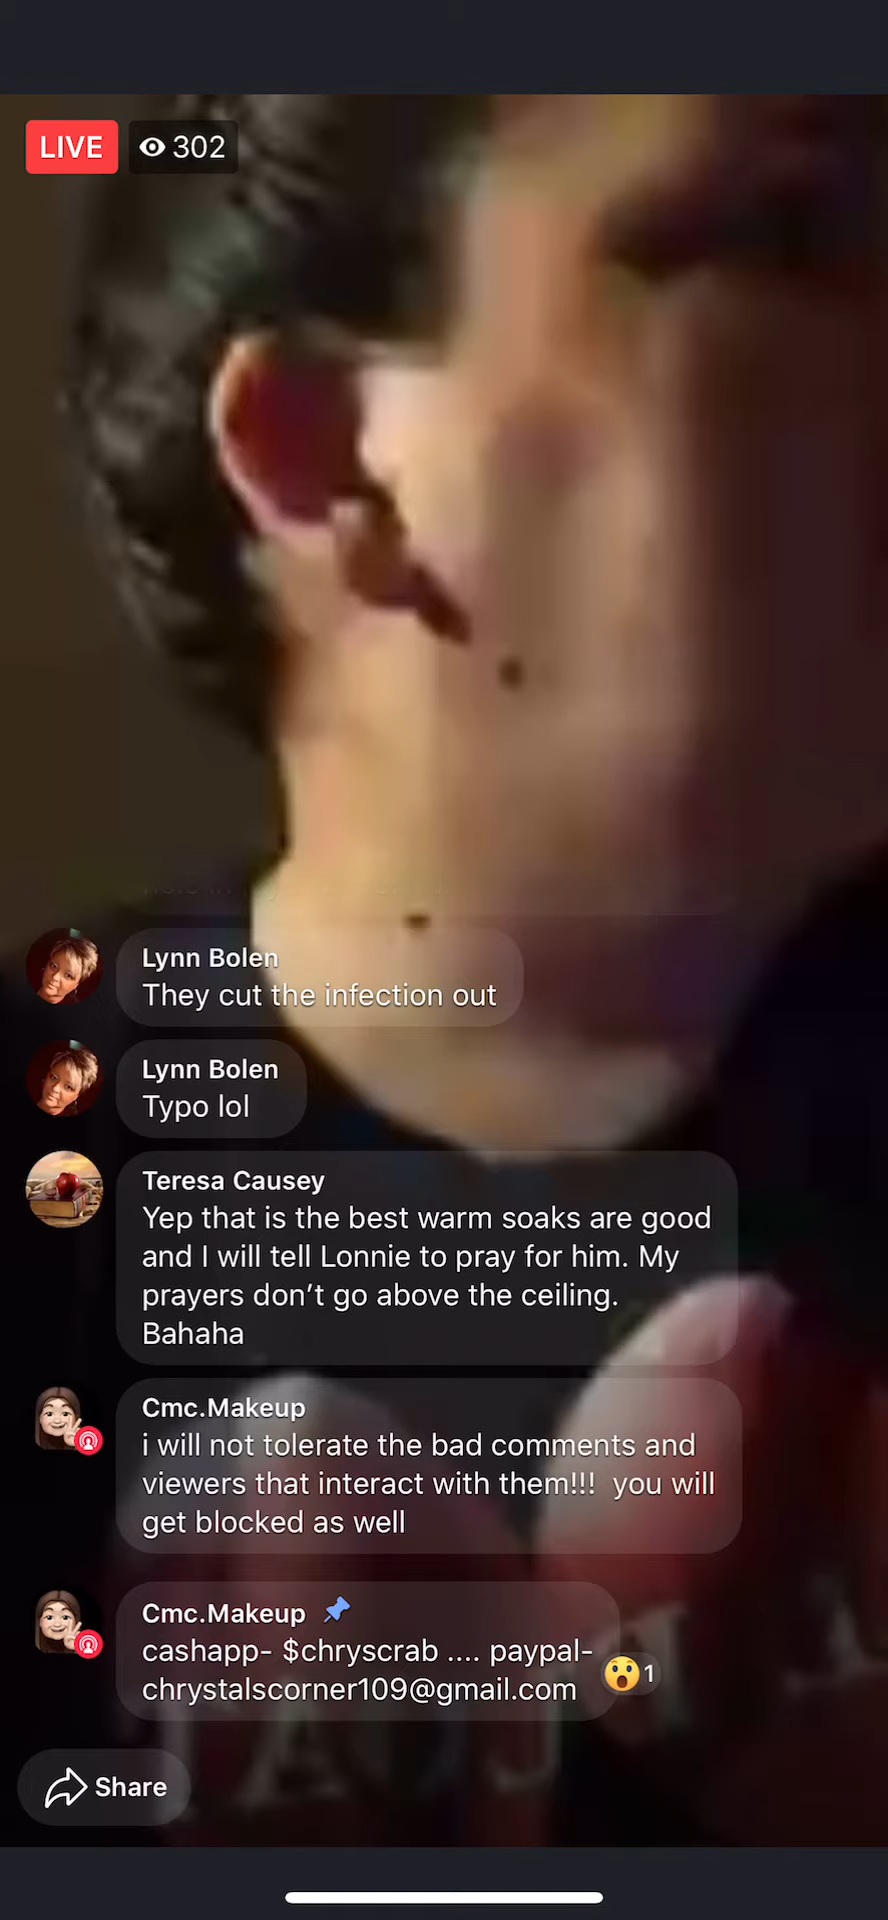 LIVE 302
Lynn Bolen
They cut the infection out
Lynn Bolen
Typo lol
Teresa Causey
Yep that is the best warm soaks are good
and I will tell Lonnie to pray for him. My
prayers don’t go above the ceiling.
Bahaha
Cmc.Makeup
i will not tolerate the bad comments and
viewers that interact with them!!!  you will
get blocked as well
Cmc.Makeup
cashapp- $chryscrab .... paypal-
chrystalscorner109@gmail.com
1
Share